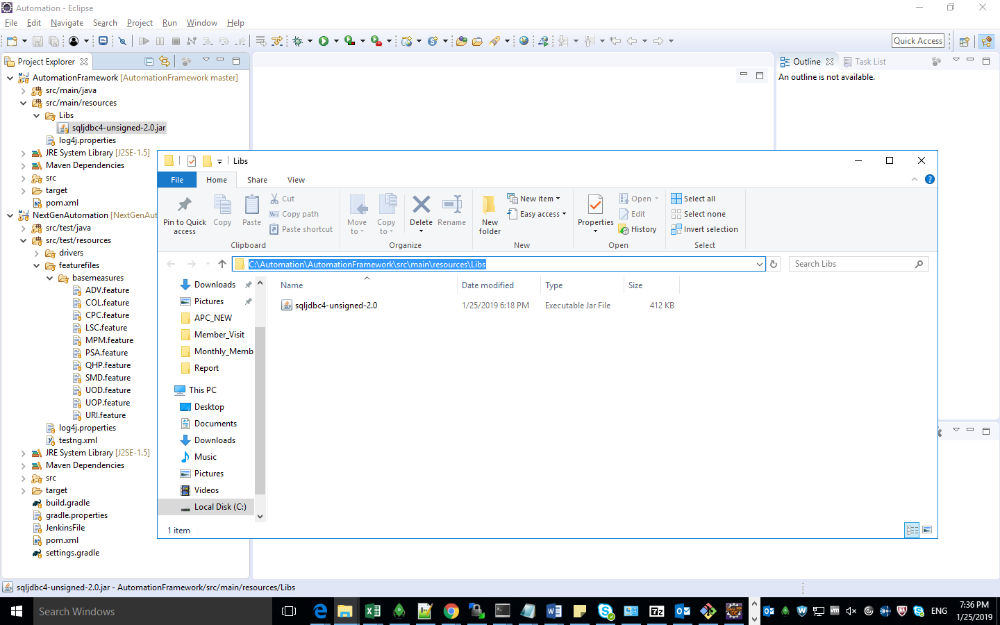 Automation - Eclipse
File Edit Navigate Search Project Run Window Help
Quick Access
Project Explorer
AutomationFramework [AutomationFramework master]
src/main/java
src/main/resources
Libs
sqljdbc4-unsigned-2.0.jar
log4j.properties
JRE System Library [J2SE-1.5]
Maven Dependencies
src
target
pom.xml
NextGenAutomation [NextGenAut
src/test/java
src/test/resources
drivers
featurefiles
basemeasures
ADV.feature
COL.feature
CPC.feature
LSC.feature
MPM.feature
PSA.feature
QHP.feature
SMD.feature
UOD.feature
UOP.feature
URI.feature
log4j.properties
testng.xml
JRE System Library [J2SE-1.5]
Maven Dependencies
src
target
build.gradle
gradle.properties
JenkinsFile
pom.xml
settings.gradle
Outline Task List
An outline is not available.
Libs
File Home Share View
Pin to Quick access
Copy
Paste
Cut
Copy path
Paste shortcut
Clipboard
Move to
Copy to
Delete
Rename
Organize
New folder
New item
Easy access
New
Properties
Open
Edit
History
Open
Select all
Select none
Invert selection
Select
C:\Automation\AutomationFramework\src\main\resources\Libs
Search Libs
Downloads
Pictures
APC_NEW
Member_Visit
Monthly_Memb
Report
This PC
Desktop
Documents
Downloads
Music
Pictures
Videos
Local Disk (C:)
Name Date modified Type Size
sqljdbc4-unsigned-2.0 1/25/2019 6:18 PM Executable Jar File 412 KB
1 item
sqljdbc4-unsigned-2.0.jar - AutomationFramework/src/main/resources/Libs
Search Windows
ENG
7:36 PM
1/25/2019